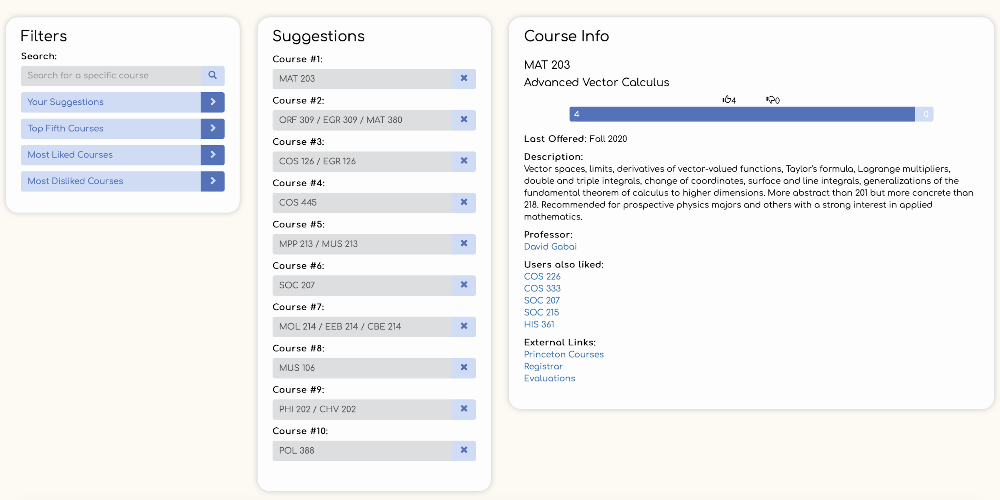 Filters
Search:
Search for a specific course
Your Suggestions
Top Fifth Courses
Most Liked Courses
Most Disliked Courses
Suggestions
Course #1:
MAT 203
Course #2:
ORF 309 / EGR 309 / MAT 380
Course #3:
COS 126 / EGR 126
Course #4:
COS 445
Course #5:
MPP 213 / MUS 213
Course #6:
SOC 207
Course #7:
MOL 214 / EEB 214 / CBE 214
Course #8:
MUS 106
Course #9:
PHI 202 / CHV 202
Course #10:
POL 388
Course Info
MAT 203
Advanced Vector Calculus
4 0
4 0
Last Offered: Fall 2020
Description:
Vector spaces, limits, derivatives of vector-valued functions, Taylor's formula, Lagrange multipliers,
double and triple integrals, change of coordinates, surface and line integrals, generalizations of the
fundamental theorem of calculus to higher dimensions. More abstract than 201 but more concrete than
218. Recommended for prospective physics majors and others with a strong interest in applied
mathematics.
Professor:
David Gabai
Users also liked:
COS 226
COS 333
SOC 207
SOC 215
HIS 361
External Links:
Princeton Courses
Registrar
Evaluations